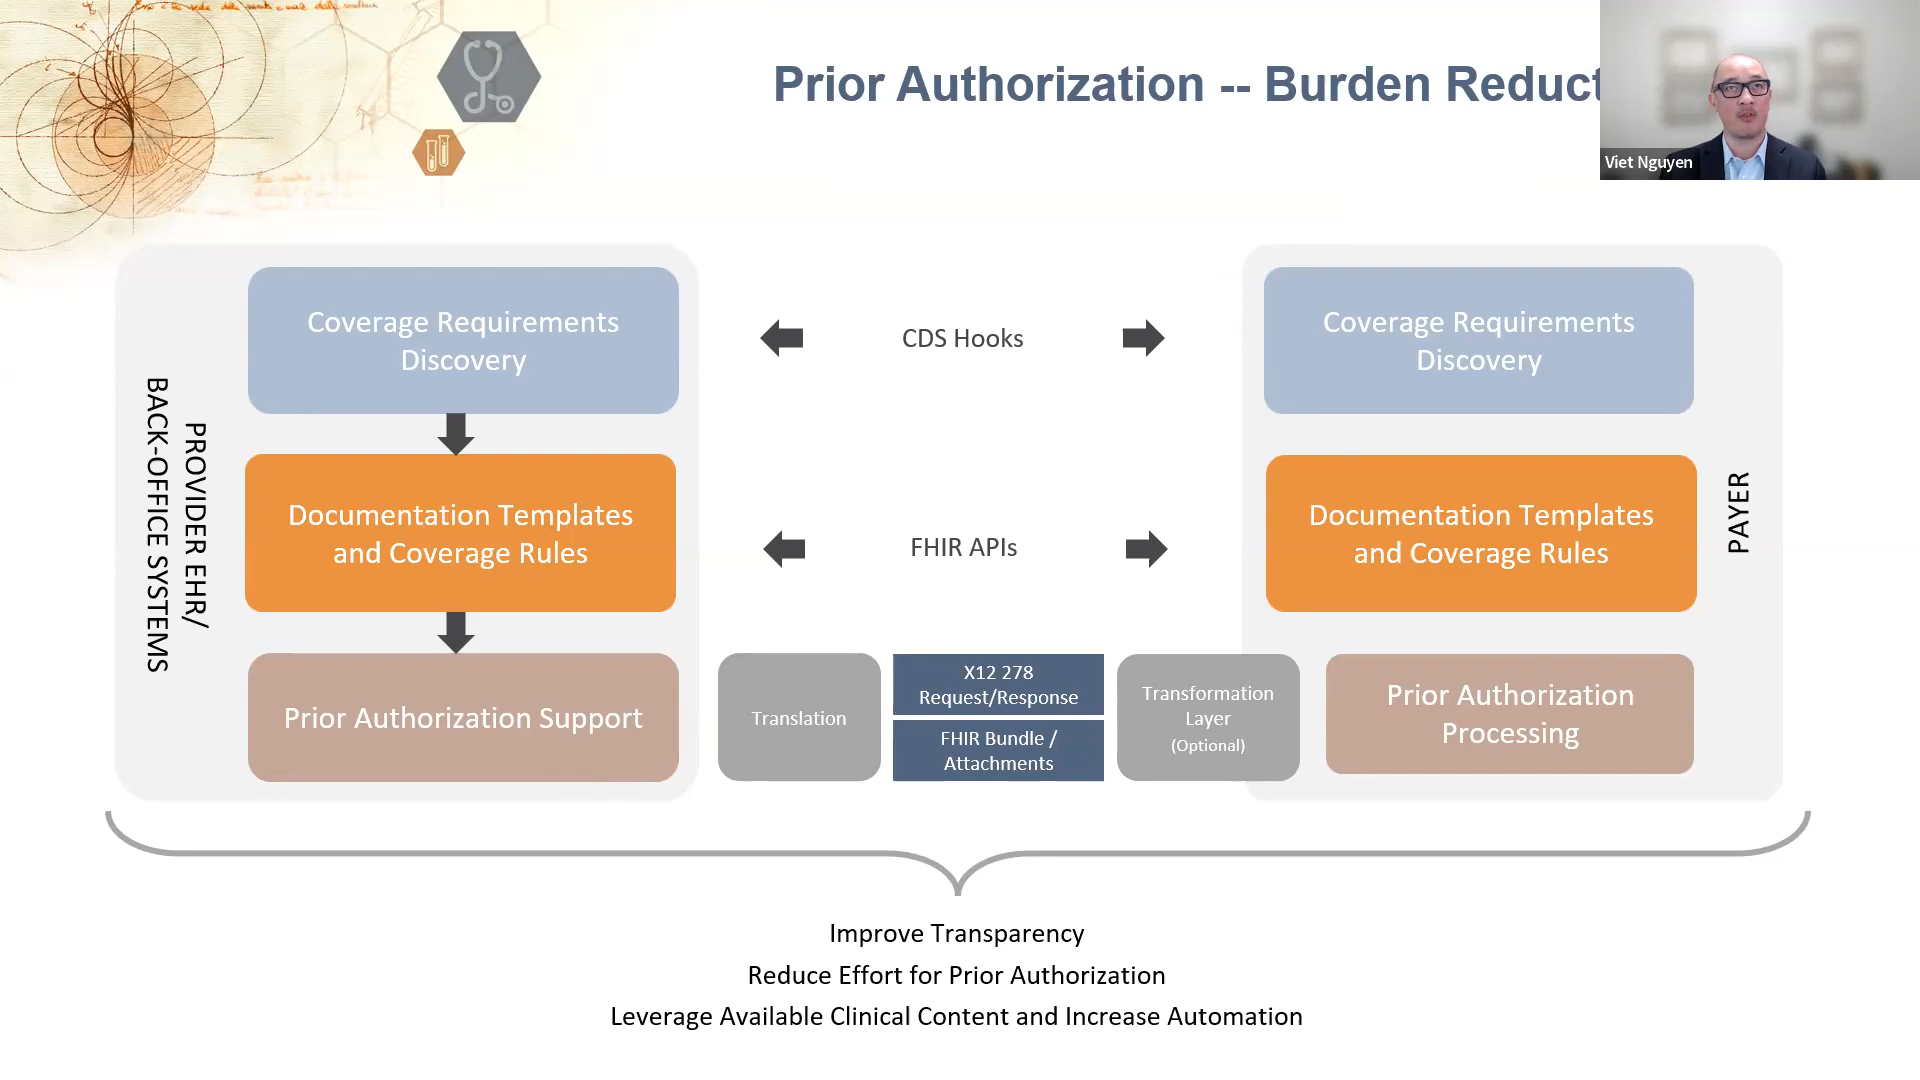 Prior Authorization -- Burden Reduct
Viet Nguyen
PROVIDER EHR/
BACK-OFFICE SYSTEMS
Coverage Requirements
Discovery
CDS Hooks
Coverage Requirements
Discovery
Documentation Templates
and Coverage Rules
FHIR APIs
Documentation Templates
and Coverage Rules
PAYER
Prior Authorization Support
Translation
X12 278
Request/Response
FHIR Bundle /
Attachments
Transformation
Layer
(Optional)
Prior Authorization
Processing
Improve Transparency
Reduce Effort for Prior Authorization
Leverage Available Clinical Content and Increase Automation